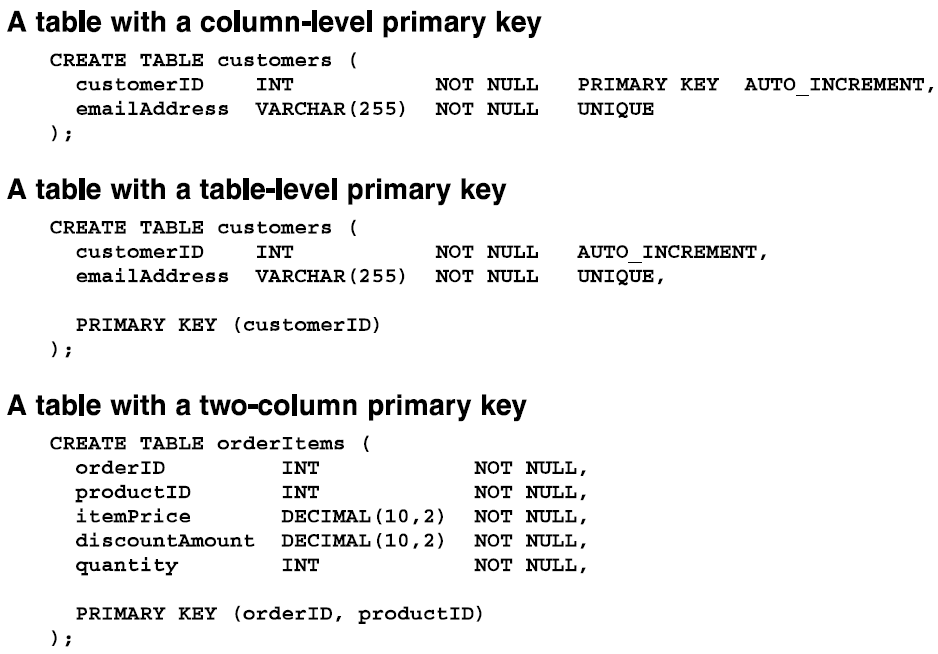 A table with a column-level primary key
CREATE TABLE customers (
customerID INT NOT NULL PRIMARY KEY AUTO_INCREMENT,
emailAddress VARCHAR(255) NOT NULL UNIQUE
);
A table with a table-level primary key
CREATE TABLE customers (
customerID INT NOT NULL AUTO_INCREMENT,
emailAddress VARCHAR(255) NOT NULL UNIQUE,
PRIMARY KEY (customerID)
);
A table with a two-column primary key
CREATE TABLE orderItems (
orderID INT NOT NULL,
productID INT NOT NULL,
itemPrice DECIMAL(10,2) NOT NULL,
discountAmount DECIMAL(10,2) NOT NULL,
quantity INT NOT NULL,
PRIMARY KEY (orderID, productID)
);